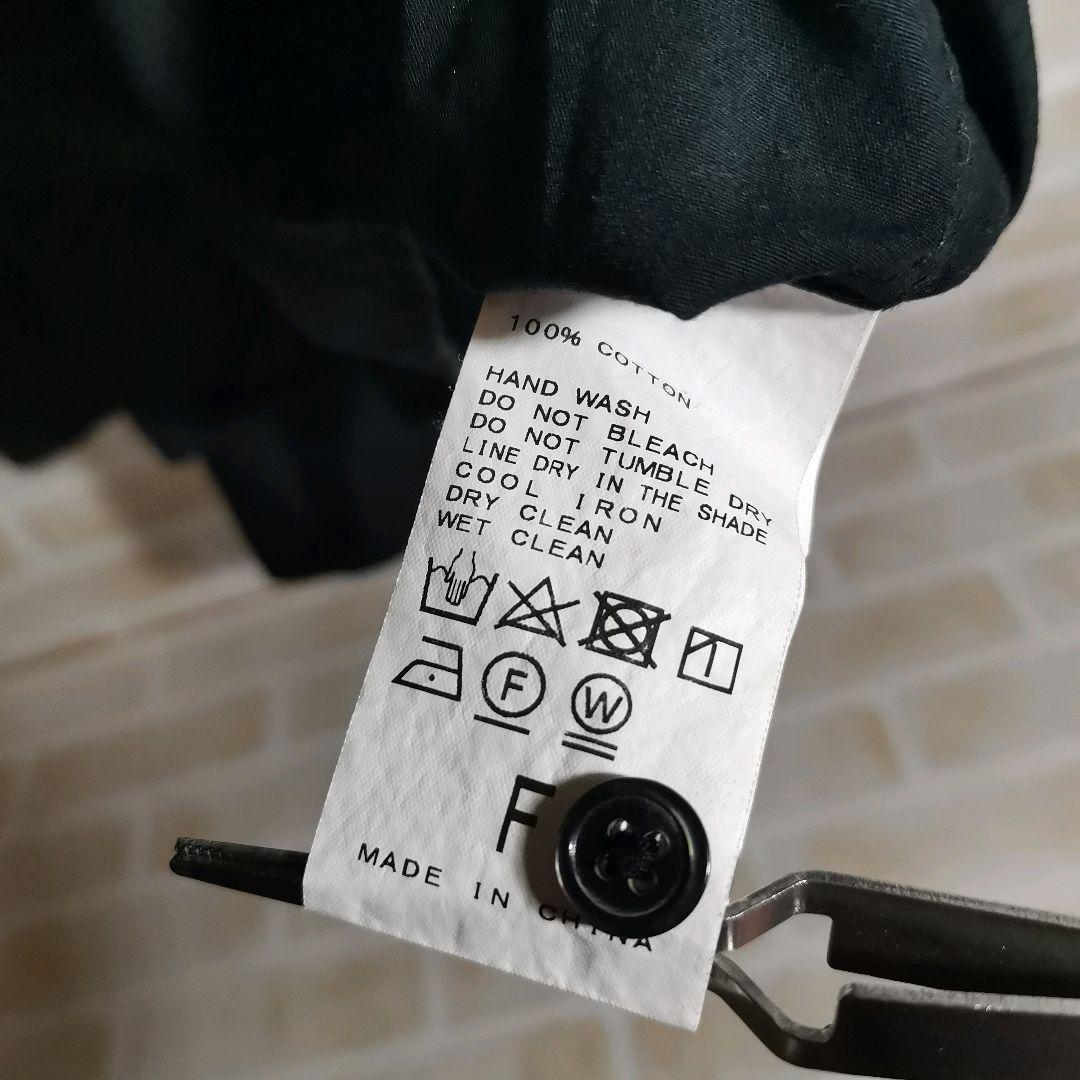 100% COTTON
HAND WASH
DO NOT BLEACH
DO NOT TUMBLE DRY
LINE DRY IN THE SHADE
COOL IRON
DRY CLEAN
WET CLEAN
F W
F
MADE IN CHINA